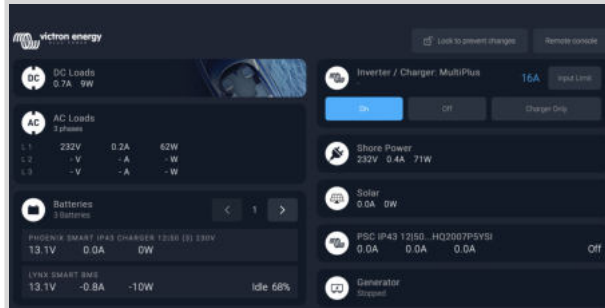 victron energy
BLUE POWER
Lock to prevent changes
Remote console
DC
DC Loads
0.7A 9W
AC
AC Loads
3 phases
L1 232V 0.2A 62W
L2 - V - A - W
L3 - V - A - W
Batteries
3 Batteries
< 1 >
PHOENIX SMART IP43 CHARGER 12|50 (3) 230V
13.1V 0.0A 0W
LYNX SMART BMS
13.1V -0.8A -10W Idle 68%
Inverter / Charger: MultiPlus
-
16A Input Limit
On Off Charger Only
Shore Power
232V 0.4A 71W
Solar
0.0A 0W
PSC IP43 12|50...HQ2007P5YSI
0.0A 0.0A 0.0A Off
Generator
Stopped